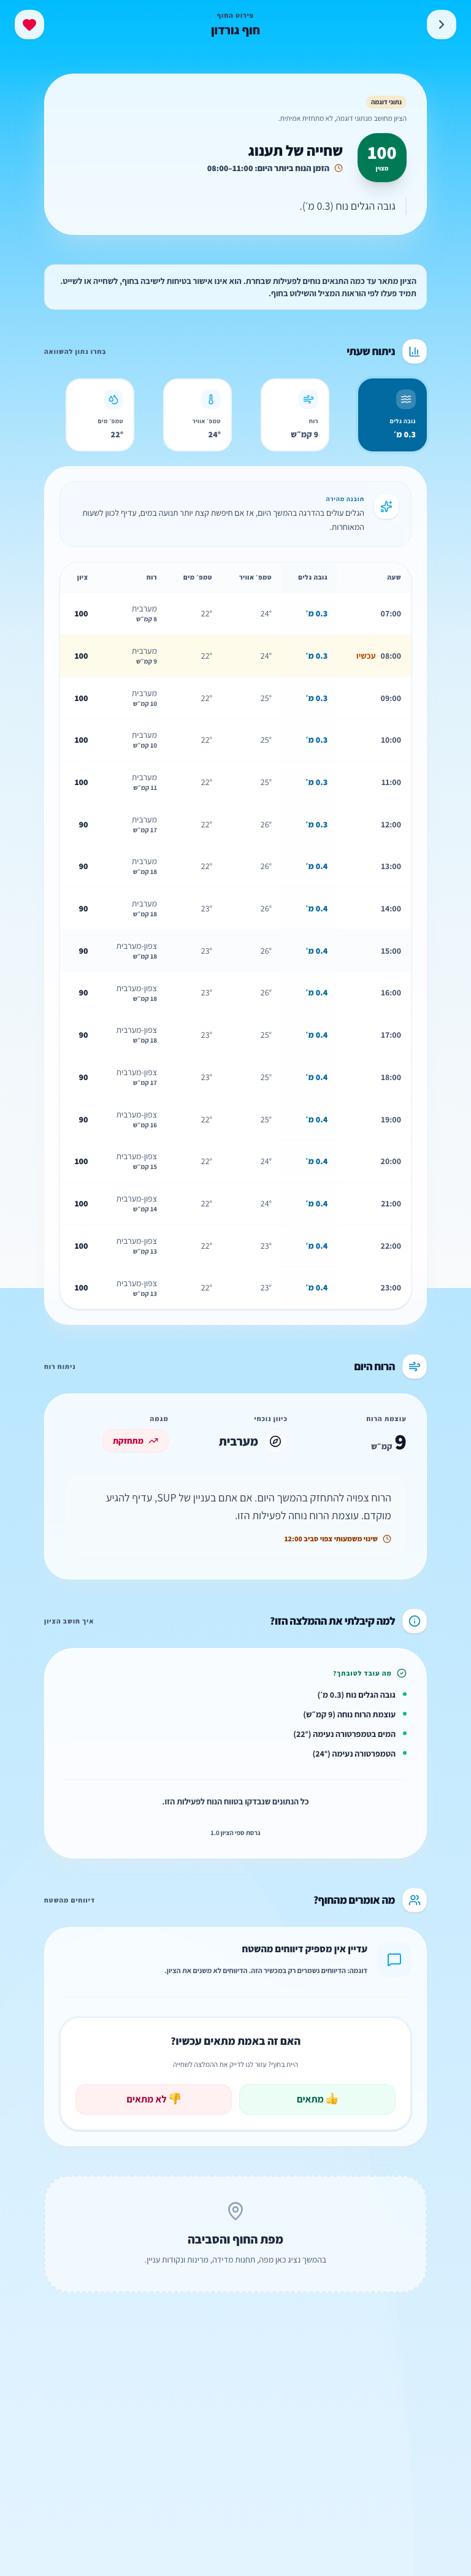 פירוט החוף
חוף גורדון
נתוני דוגמה
הציון מחושב מנתוני דוגמה, לא מתחזית אמיתית.
100
מצוין
שחייה של תענוג
הזמן הנוח ביותר היום: 08:00–11:00
גובה הגלים נוח (0.3 מ׳).
הציון מתאר עד כמה התנאים נוחים לפעילות שבחרת. הוא אינו אישור בטיחות לישיבה בחוף, לשחייה או לשייט.
תמיד פעלו לפי הוראות המציל והשילוט בחוף.
ניתוח שעתי
בחרו נתון להשוואה
גובה גלים
0.3 מ׳
רוח
9 קמ״ש
טמפ׳ אוויר
24°
טמפ׳ מים
22°
תובנה מהירה
הגלים עולים בהדרגה בהמשך היום, אז אם חיפשת קצת יותר תנועה במים, עדיף לכוון לשעות
המאוחרות.
שעה גובה גלים טמפ׳ אוויר טמפ׳ מים רוח ציון
07:00 0.3 מ׳ 24° 22° מערבית 8 קמ״ש 100
08:00 עכשיו 0.3 מ׳ 24° 22° מערבית 9 קמ״ש 100
09:00 0.3 מ׳ 25° 22° מערבית 10 קמ״ש 100
10:00 0.3 מ׳ 25° 22° מערבית 10 קמ״ש 100
11:00 0.3 מ׳ 25° 22° מערבית 11 קמ״ש 100
12:00 0.3 מ׳ 26° 22° מערבית 17 קמ״ש 90
13:00 0.4 מ׳ 26° 22° מערבית 18 קמ״ש 90
14:00 0.4 מ׳ 26° 23° מערבית 18 קמ״ש 90
15:00 0.4 מ׳ 26° 23° צפון-מערבית 18 קמ״ש 90
16:00 0.4 מ׳ 26° 23° צפון-מערבית 18 קמ״ש 90
17:00 0.4 מ׳ 25° 23° צפון-מערבית 18 קמ״ש 90
18:00 0.4 מ׳ 25° 23° צפון-מערבית 17 קמ״ש 90
19:00 0.4 מ׳ 25° 22° צפון-מערבית 16 קמ״ש 90
20:00 0.4 מ׳ 24° 22° צפון-מערבית 15 קמ״ש 100
21:00 0.4 מ׳ 24° 22° צפון-מערבית 14 קמ״ש 100
22:00 0.4 מ׳ 23° 22° צפון-מערבית 13 קמ״ש 100
23:00 0.4 מ׳ 23° 22° צפון-מערבית 13 קמ״ש 100
הרוח היום
ניתוח רוח
עוצמת הרוח
9 קמ״ש
כיוון נוכחי
מערבית
מגמה
מתחזקת
הרוח צפויה להתחזק בהמשך היום. אם אתם בעניין של SUP, עדיף להגיע
מוקדם. עוצמת הרוח נוחה לפעילות הזו.
שינוי משמעותי צפוי סביב 12:00
למה קיבלתי את ההמלצה הזו?
איך חושב הציון
מה עובד לטובתך?
גובה הגלים נוח (0.3 מ׳)
עוצמת הרוח נוחה (9 קמ״ש)
המים בטמפרטורה נעימה (22°)
הטמפרטורה נעימה (24°)
כל הנתונים שנבדקו בטווח הנוח לפעילות הזו.
גרסת ספי הציון 1.0
מה אומרים מהחוף?
דיווחים מהשטח
עדיין אין מספיק דיווחים מהשטח
דוגמה: הדיווחים נשמרים רק במכשיר הזה. הדיווחים לא משנים את הציון.
האם זה באמת מתאים עכשיו?
היית בחוף? עזור לנו לדייק את ההמלצה לשחייה
👍 מתאים
👎 לא מתאים
מפת החוף והסביבה
בהמשך נציג כאן מפה, תחנות מדידה, מרינות ונקודות עניין.